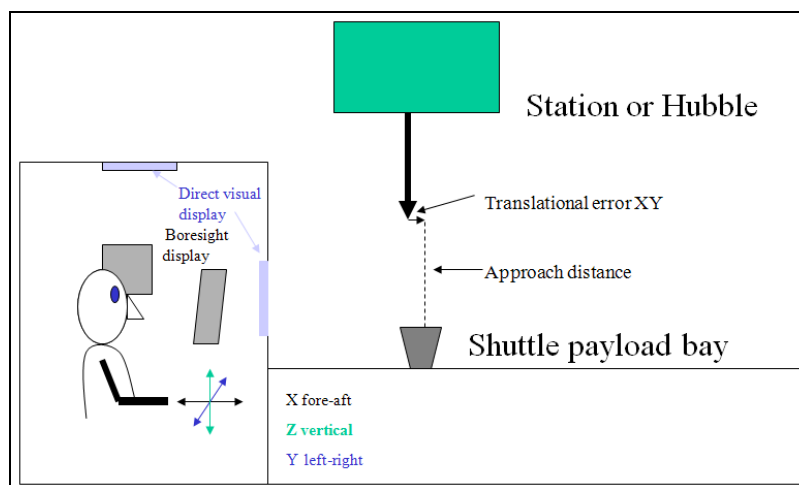 Station or Hubble
Direct visual
display
Boresight
display
Translational error XY
Approach distance
Shuttle payload bay
X fore-aft
Z vertical
Y left-right